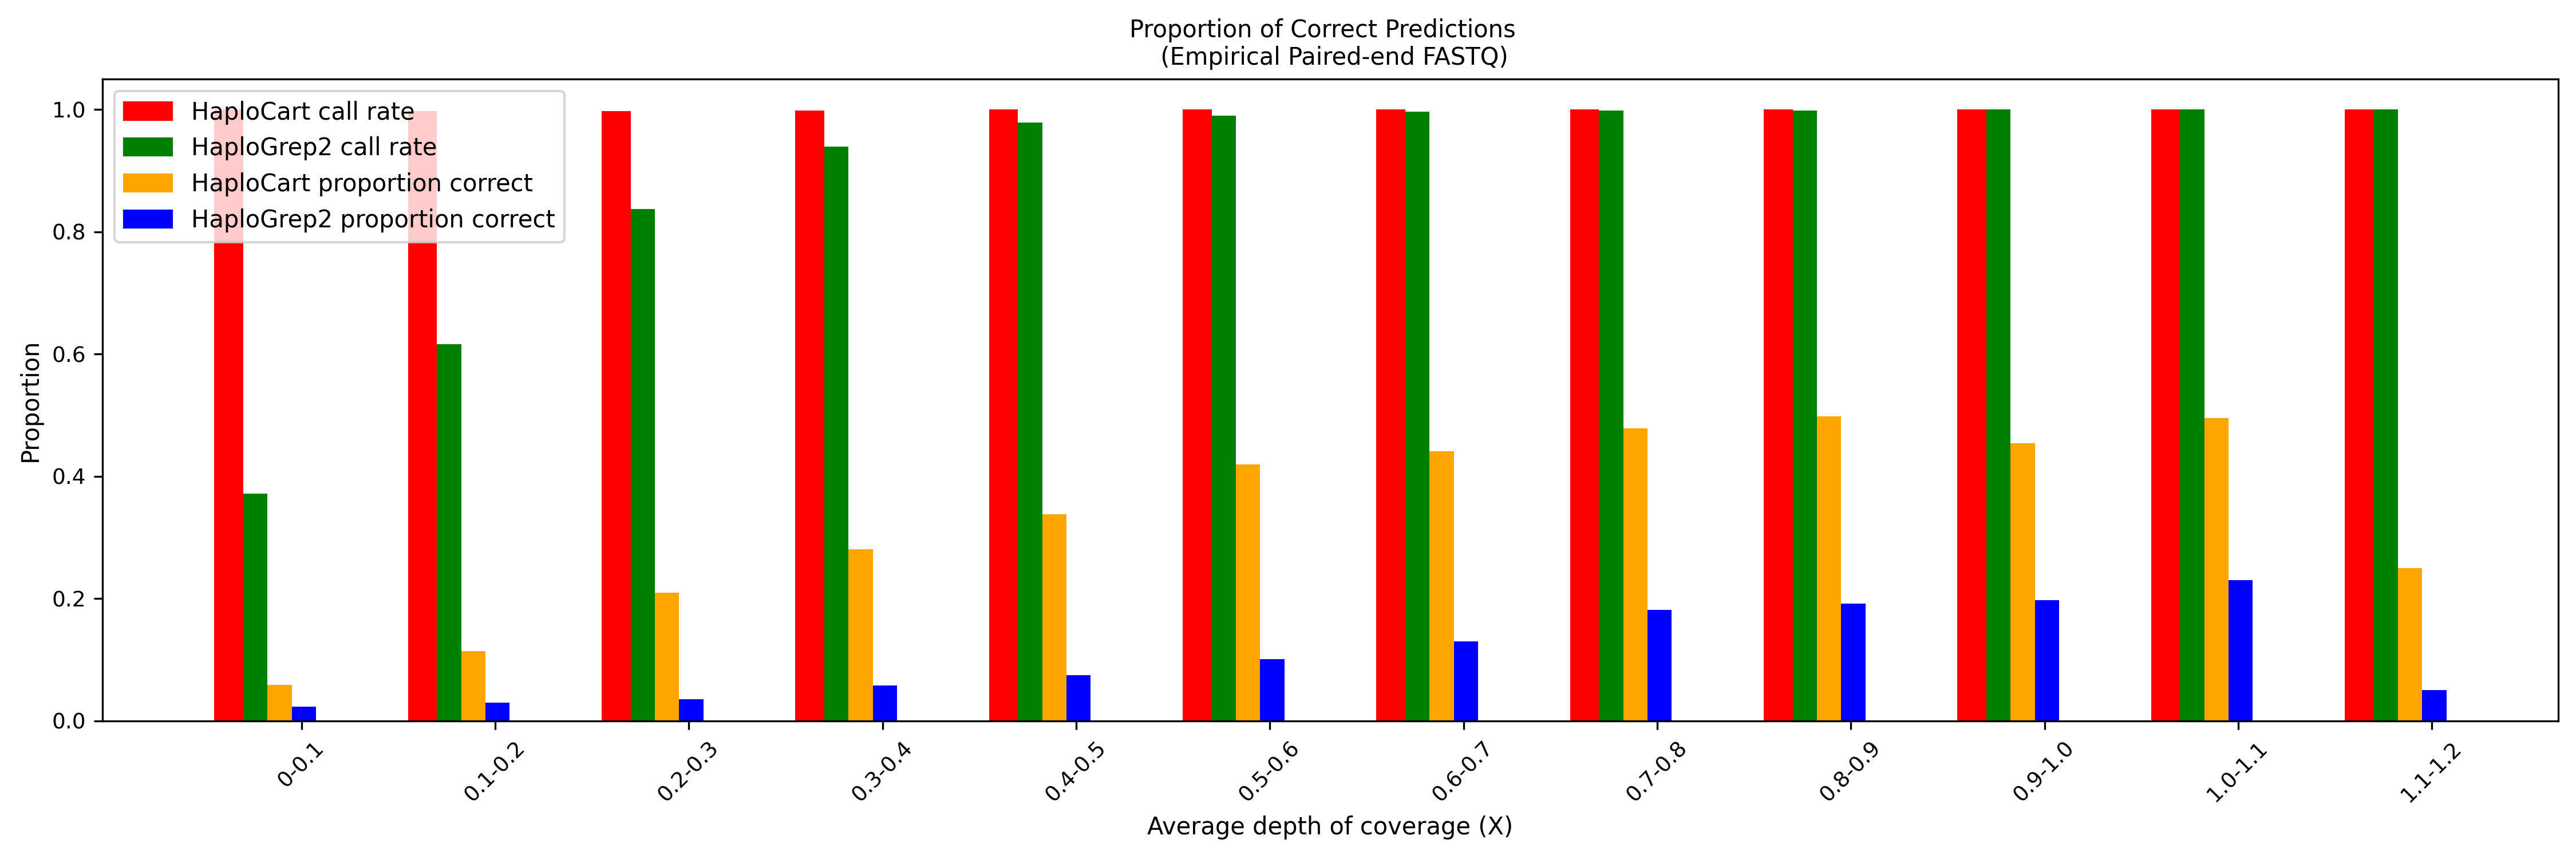 Proportion of Correct Predictions
(Empirical Paired-end FASTQ)
HaploCart call rate
HaploGrep2 call rate
HaploCart proportion correct
HaploGrep2 proportion correct
Proportion
1.0
0.8
0.6
0.4
0.2
0.0
0-0.1
0.1-0.2
0.2-0.3
0.3-0.4
0.4-0.5
0.5-0.6
0.6-0.7
0.7-0.8
0.8-0.9
0.9-1.0
1.0-1.1
1.1-1.2
Average depth of coverage (X)